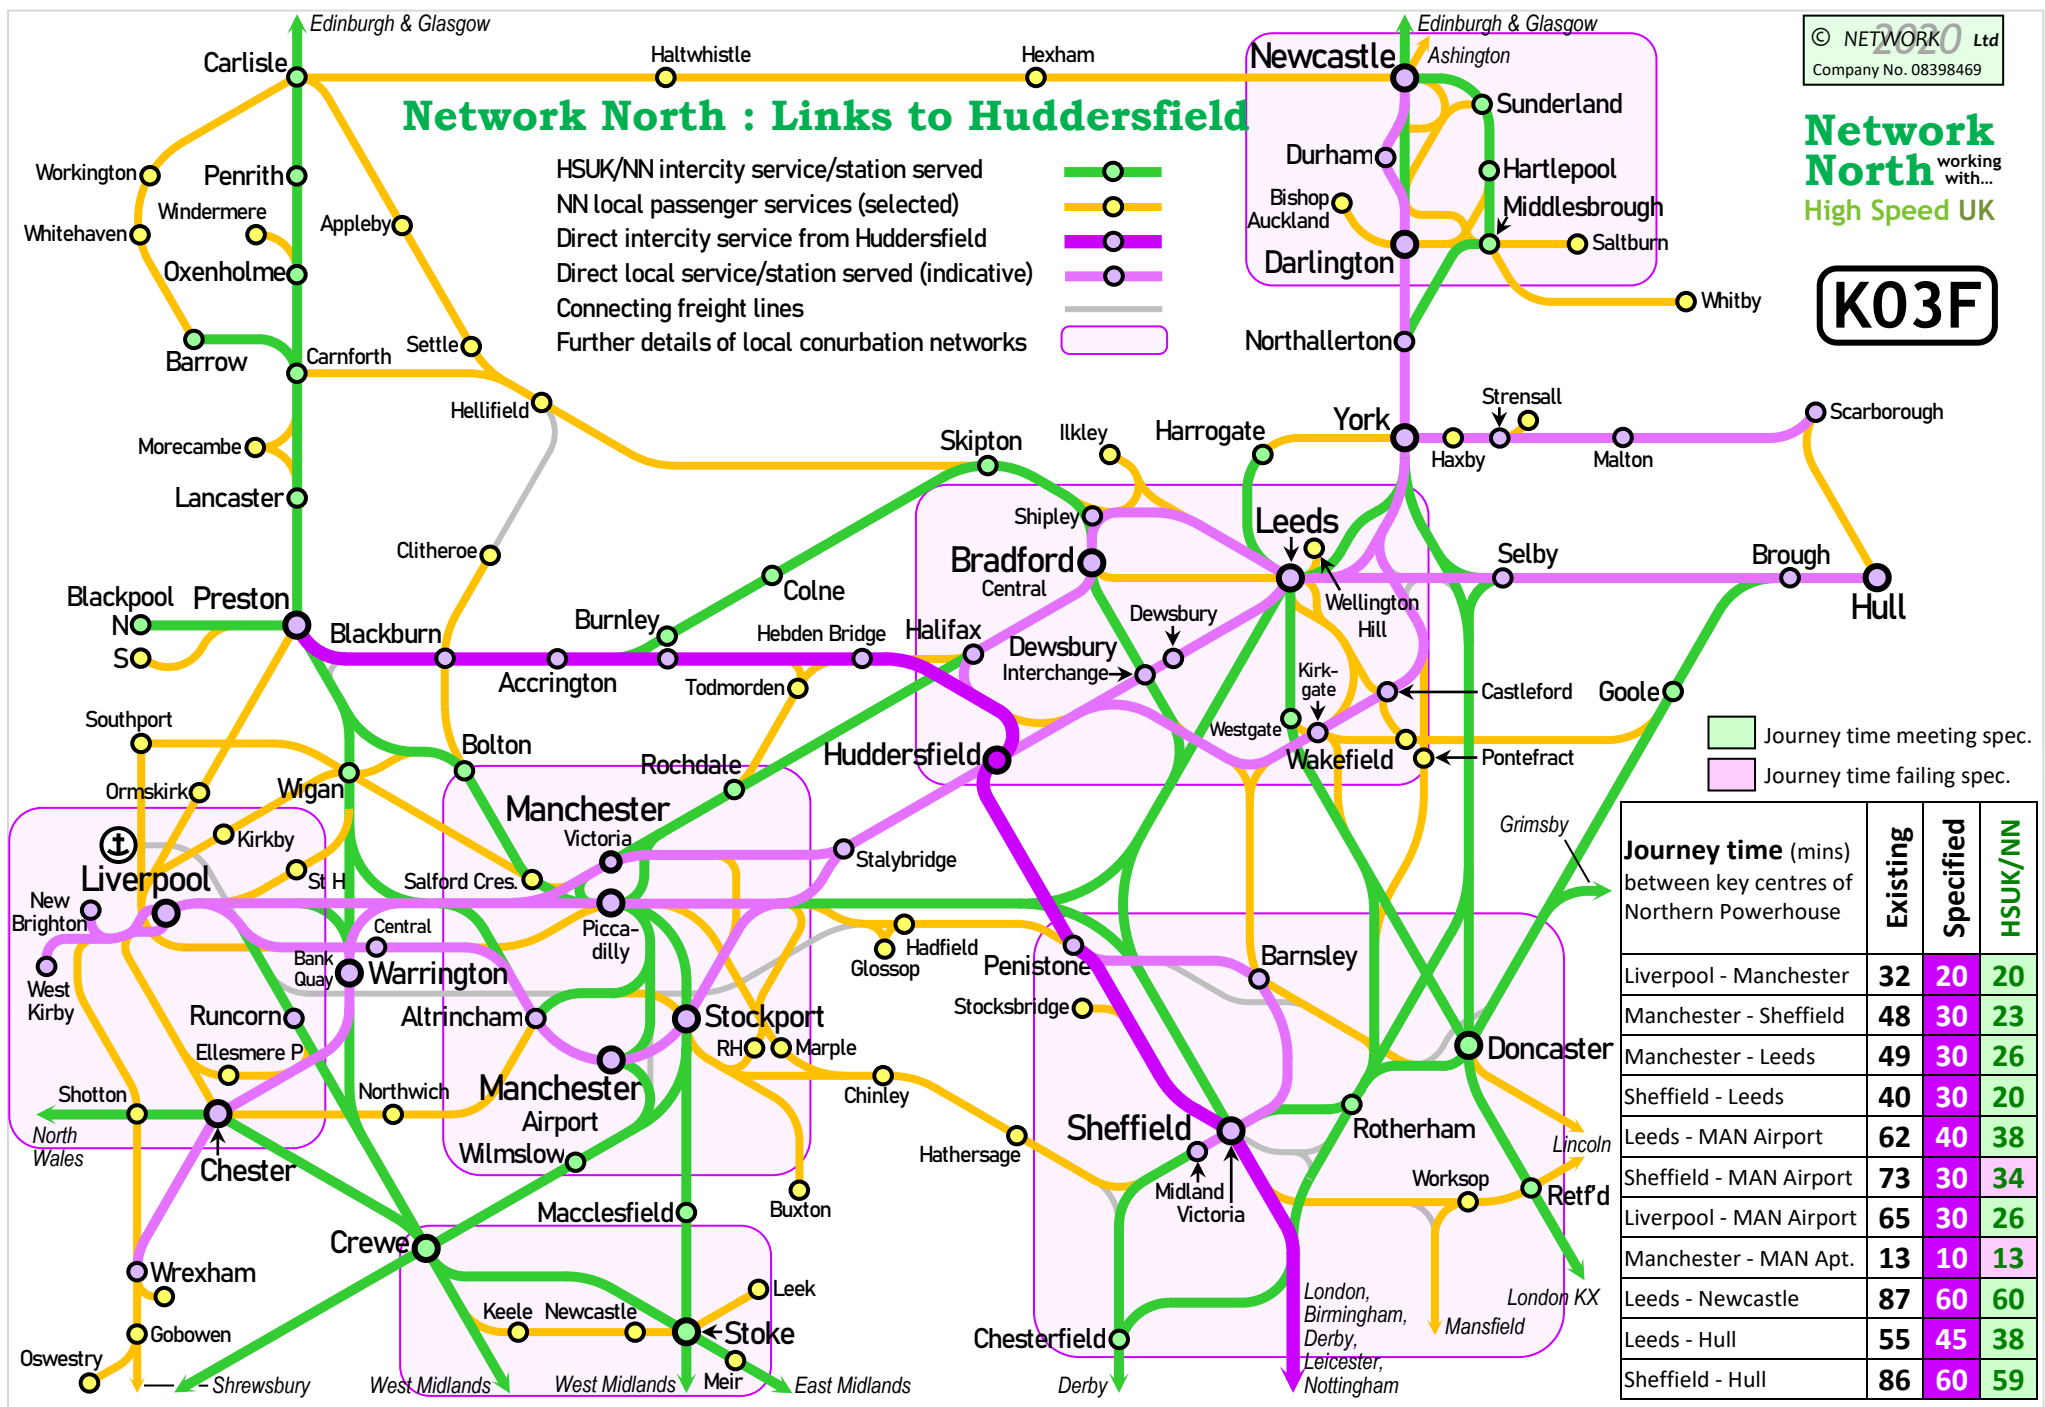 Edinburgh & Glasgow
Edinburgh & Glasgow
© NETWORK 2020 Ltd
Company No. 08398469
Carlisle
Haltwhistle
Hexham
Newcastle
Ashington
Network North : Links to Huddersfield
Sunderland
Network
North working
with...
High Speed UK
HSUK/NN intercity service/station served
NN local passenger services (selected)
Direct intercity service from Huddersfield
Direct local service/station served (indicative)
Connecting freight lines
Further details of local conurbation networks
Durham
Hartlepool
Bishop
Auckland
Middlesbrough
Saltburn
Darlington
Whitby
K03F
Workington
Penrith
Windermere
Whitehaven
Appleby
Oxenholme
Barrow
Carnforth
Settle
Northallerton
Hellifield
Morecambe
Lancaster
Skipton
Ilkley
Harrogate
York
Haxby
Strensall
Malton
Scarborough
Clitheroe
Shipley
Leeds
Bradford
Central
Selby
Brough
Hull
Wellington
Hill
Colne
Blackpool
N
S
Preston
Blackburn
Burnley
Hebden Bridge
Halifax
Dewsbury
Dewsbury
Interchange
Accrington
Todmorden
Kirk-
gate
Castleford
Goole
Southport
Bolton
Rochdale
Huddersfield
Westgate
Wakefield
Pontefract
Journey time meeting spec.
Journey time failing spec.
Ormskirk
Wigan
Manchester
Victoria
Kirkby
Stalybridge
Grimsby
Liverpool
St H
Salford Cres.
New
Brighton
Central
Picca-
dilly
Hadfield
Glossop
Penistone
Barnsley
West
Kirby
Bank
Quay
Warrington
Stocksbridge
Runcorn
Altrincham
Stockport
RH
Marple
Doncaster
Ellesmere P
Manchester
Airport
Chinley
Shotton
Northwich
North
Wales
Chester
Wilmslow
Hathersage
Sheffield
Rotherham
Lincoln
Midland
Victoria
Worksop
Retf'd
Buxton
Macclesfield
Crewe
Wrexham
Leek
Keele
Newcastle
Stoke
Gobowen
Oswestry
Meir
Chesterfield
London,
Birmingham,
Derby,
Leicester,
Nottingham
Mansfield
London KX
Shrewsbury
West Midlands
West Midlands
East Midlands
Derby
Journey time (mins)
between key centres of
Northern Powerhouse
Existing
Specified
HSUK/NN
Liverpool - Manchester 32 20 20
Manchester - Sheffield 48 30 23
Manchester - Leeds 49 30 26
Sheffield - Leeds 40 30 20
Leeds - MAN Airport 62 40 38
Sheffield - MAN Airport 73 30 34
Liverpool - MAN Airport 65 30 26
Manchester - MAN Apt. 13 10 13
Leeds - Newcastle 87 60 60
Leeds - Hull 55 45 38
Sheffield - Hull 86 60 59